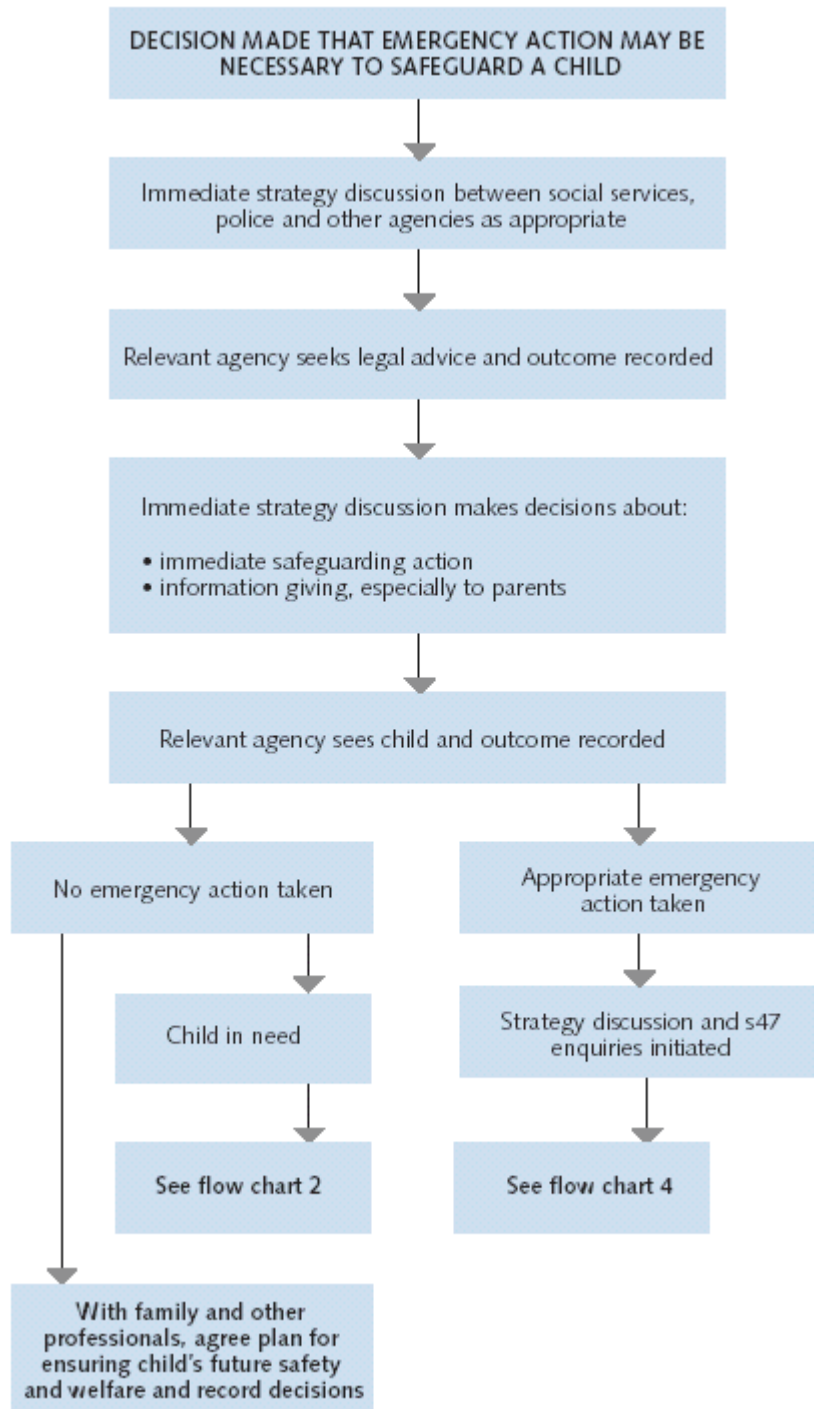 DECISION MADE THAT EMERGENCY ACTION MAY BE
NECESSARY TO SAFEGUARD A CHILD
Immediate strategy discussion between social services,
police and other agencies as appropriate
Relevant agency seeks legal advice and outcome recorded
Immediate strategy discussion makes decisions about:
• immediate safeguarding action
• information giving, especially to parents
Relevant agency sees child and outcome recorded
No emergency action taken
Appropriate emergency
action taken
Child in need
Strategy discussion and s47
enquiries initiated
See flow chart 2
See flow chart 4
With family and other
professionals, agree plan for
ensuring child's future safety
and welfare and record decisions